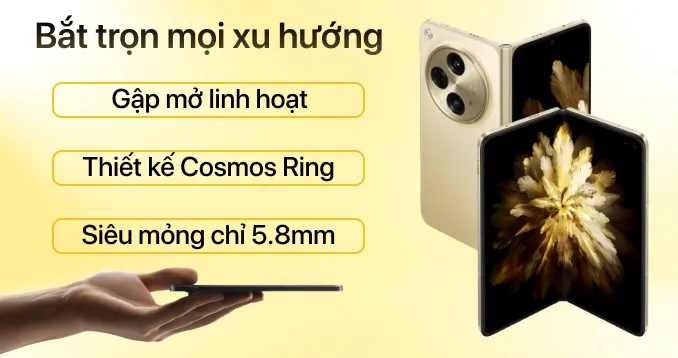 Bắt trọn mọi xu hướng
Gập mở linh hoạt
Thiết kế Cosmos Ring
Siêu mỏng chỉ 5.8mm